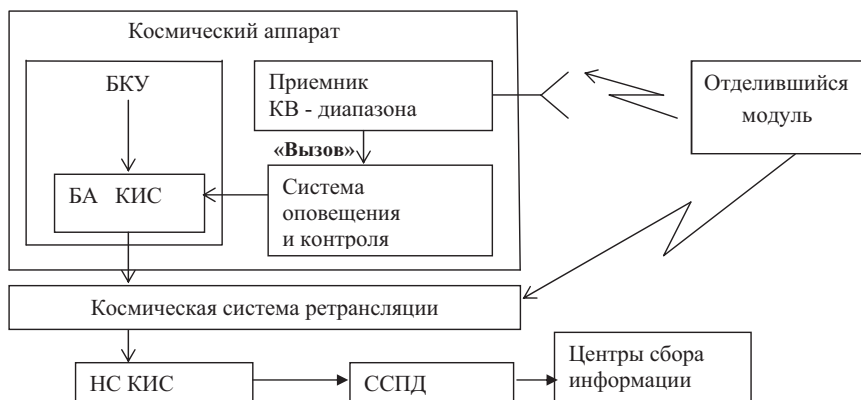 Космический аппарат
БКУ
Приемник
КВ - диапазона
Отделившийся
модуль
«Вызов»
БА КИС
Система
оповещения
и контроля
Космическая система ретрансляции
НС КИС
ССПД
Центры сбора
информации